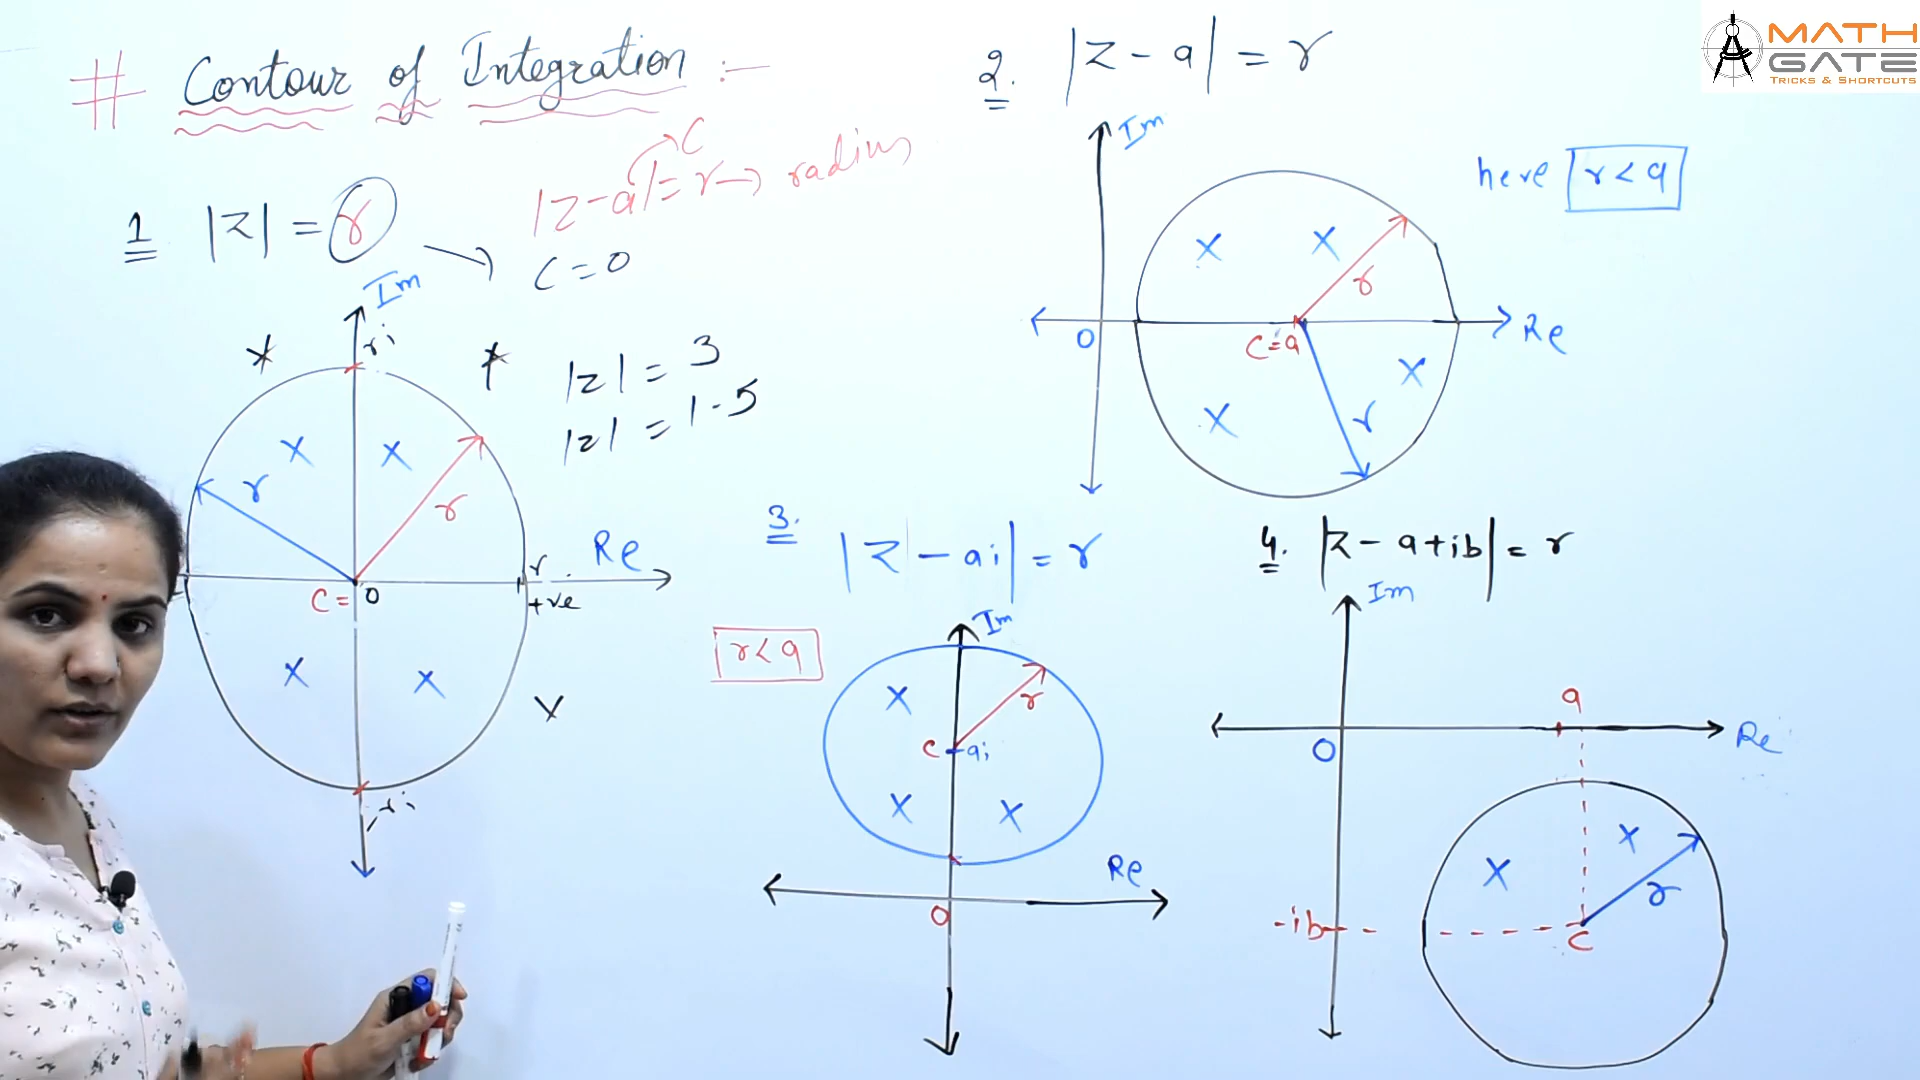 # Contour of Integration :-
1 |z| = r
|z-a| = r → radius
C
C = 0
Im
ri
|z| = 3
|z| = 1.5
r
r
Re
r
+ve
C = 0
-ri
2. |z - a| = r
Im
here r < a
r
0
C = a
Re
r
3. |z - ai| = r
r < a
Im
r
C ai
Re
0
4. |z - a+ib| = r
Im
a
0
Re
r
-ib
C
MATH
GATE
TRICKS & SHORTCUTS